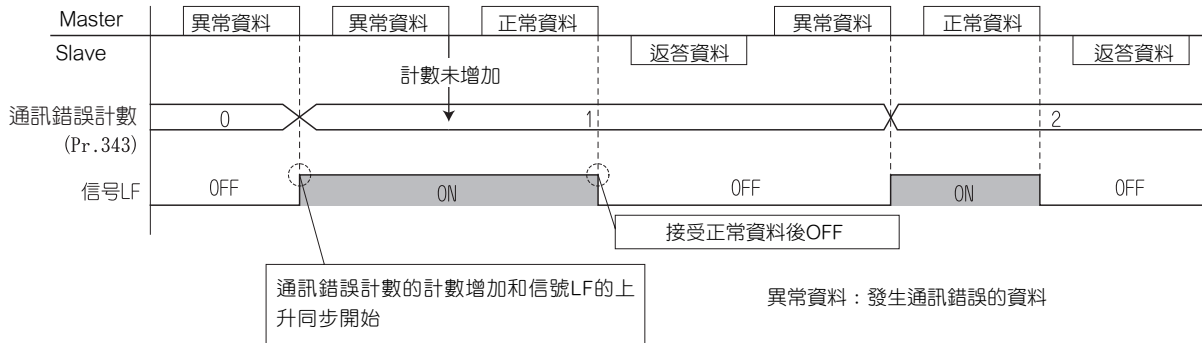 Master
異常資料
異常資料
正常資料
異常資料
正常資料
Slave
返答資料
返答資料
計數未增加
通訊錯誤計數
(Pr.343)
0
1
2
信号LF
OFF
ON
OFF
ON
OFF
接受正常資料後OFF
通訊錯誤計數的計數增加和信號LF的上
升同步開始
異常資料：發生通訊錯誤的資料